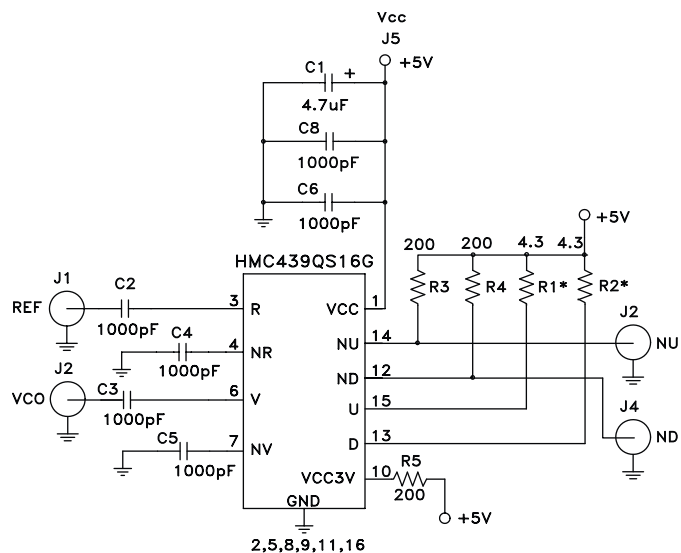 Vcc
J5
+5V
C1
+
4.7uF
C8
1000pF
C6
1000pF
+5V
200 200 4.3 4.3
HMC439QS16G
R3 R4 R1* R2*
J1
REF
C2
1000pF
3 R
VCC 1
C4
1000pF
4 NR
NU 14
J2
NU
J2
VCO
C3
1000pF
6 V
ND 12
U 15
J4
ND
C5
1000pF
7 NV
D 13
VCC3V 10
R5
200
+5V
GND
2,5,8,9,11,16